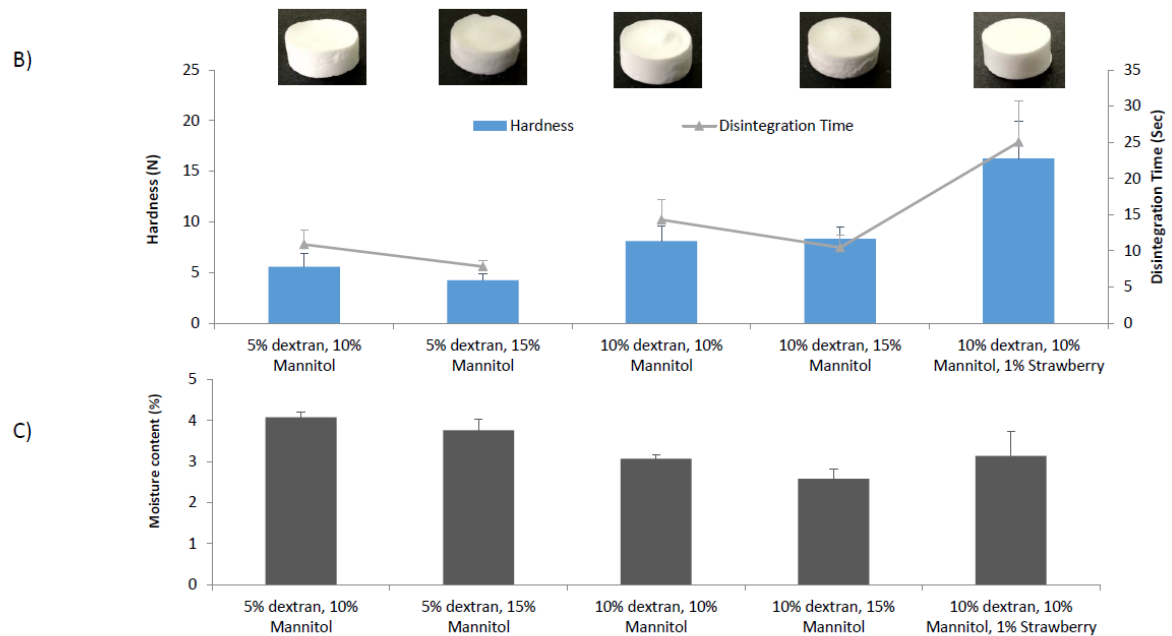 B)
25
20
15
10
5
0
Hardness (N)
Hardness
Disintegration Time
35
30
25
20
15
10
5
0
Disintegration Time (Sec)
5% dextran, 10%
Mannitol
5% dextran, 15%
Mannitol
10% dextran, 10%
Mannitol
10% dextran, 15%
Mannitol
10% dextran, 10%
Mannitol, 1% Strawberry
C)
5
4
3
2
1
0
Moisture content (%)
5% dextran, 10%
Mannitol
5% dextran, 15%
Mannitol
10% dextran, 10%
Mannitol
10% dextran, 15%
Mannitol
10% dextran, 10%
Mannitol, 1% Strawberry